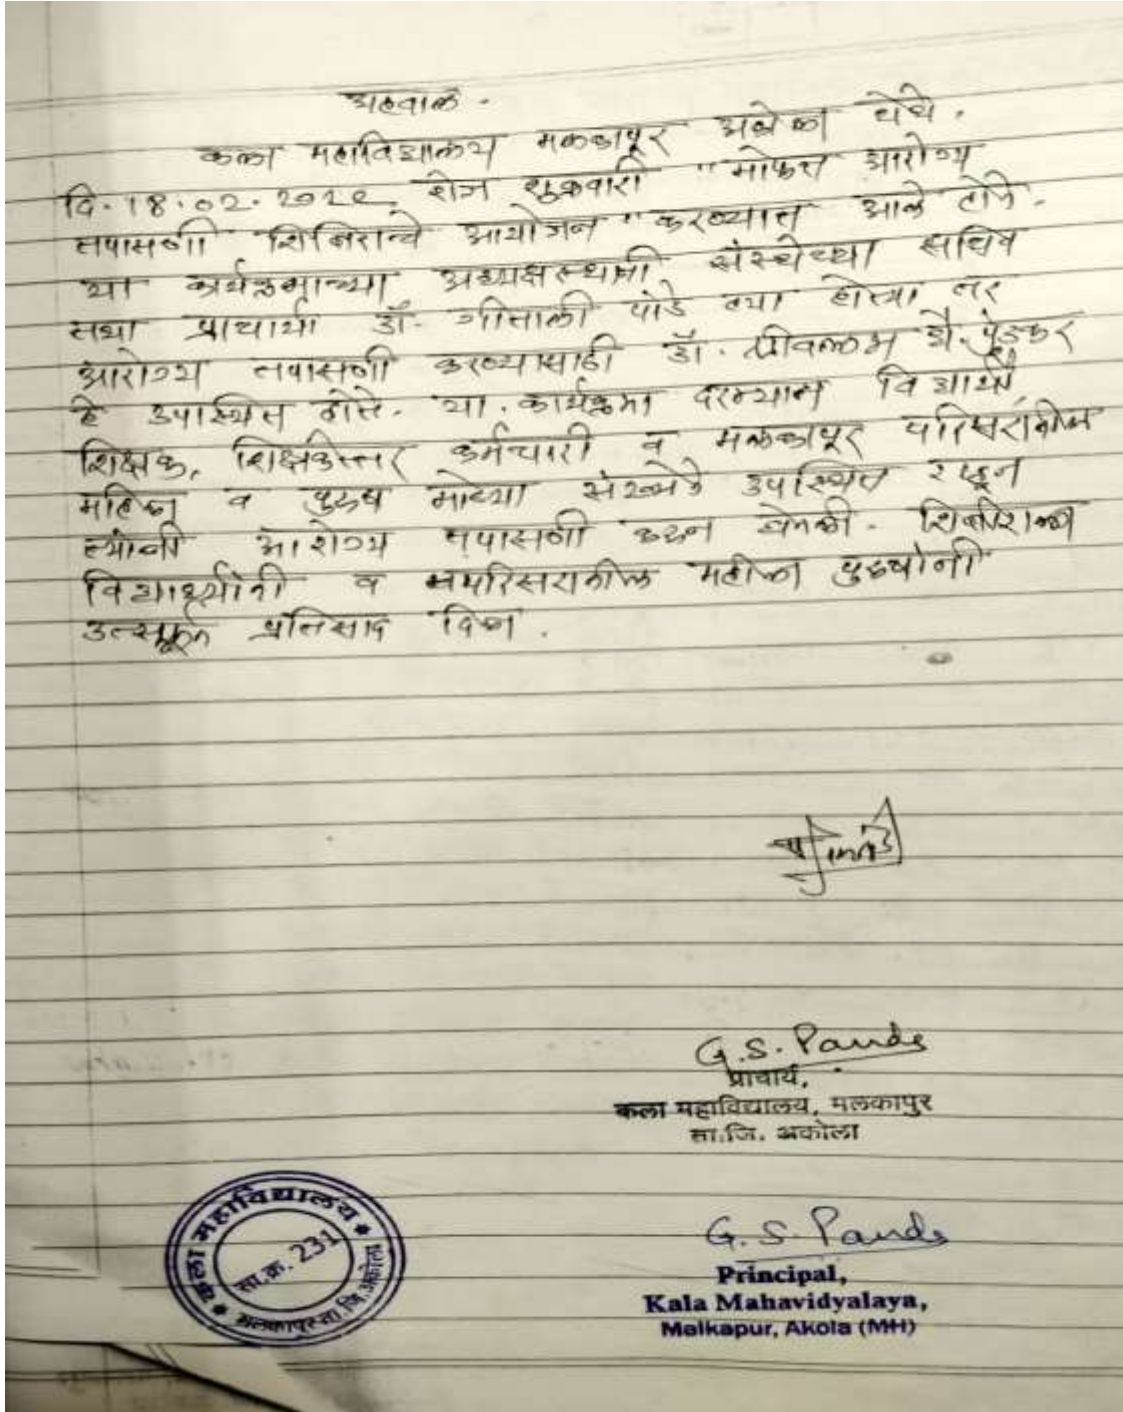 अहवाल.
कला महाविद्यालय मलकापूर अकोला येथे.
दि. 18.02.2022 रोज शुक्रवारी "मोफत आरोग्य
तपासणी शिबिराचे आयोजन" करण्यात आले होते.
या कार्यक्रमाच्या अध्यक्षस्थानी संस्थेच्या सचिव
तथा प्राचार्या डॉ. गीताली पांडे ह्या होत्या तर
आरोग्य तपासणी करण्यासाठी डॉ. श्रीवल्लभ
हे उपस्थित होते. या. कार्यक्रमा दरम्यान विद्यार्थी,
शिक्षक, शिक्षकेत्तर कर्मचारी व मलकापूर परिसरातील
महिला व पुरुष मोठ्या संख्येने उपस्थित राहून
त्यांनी आरोग्य तपासणी करून घेतली. शिबीराला
विद्यार्थ्यांनी व परिसरातील महीला पुरुषांनी
उत्स्फूर्त प्रतिसाद दिला.
G.S. Pande
प्राचार्य,
कला महाविद्यालय, मलकापुर
ता.जि. अकोला
G.S. Pande
Principal,
Kala Mahavidyalaya,
Malkapur, Akola (MH)
कला महाविद्यालय
सा.क्र. 231
मलकापुर ता.जि.अकोला